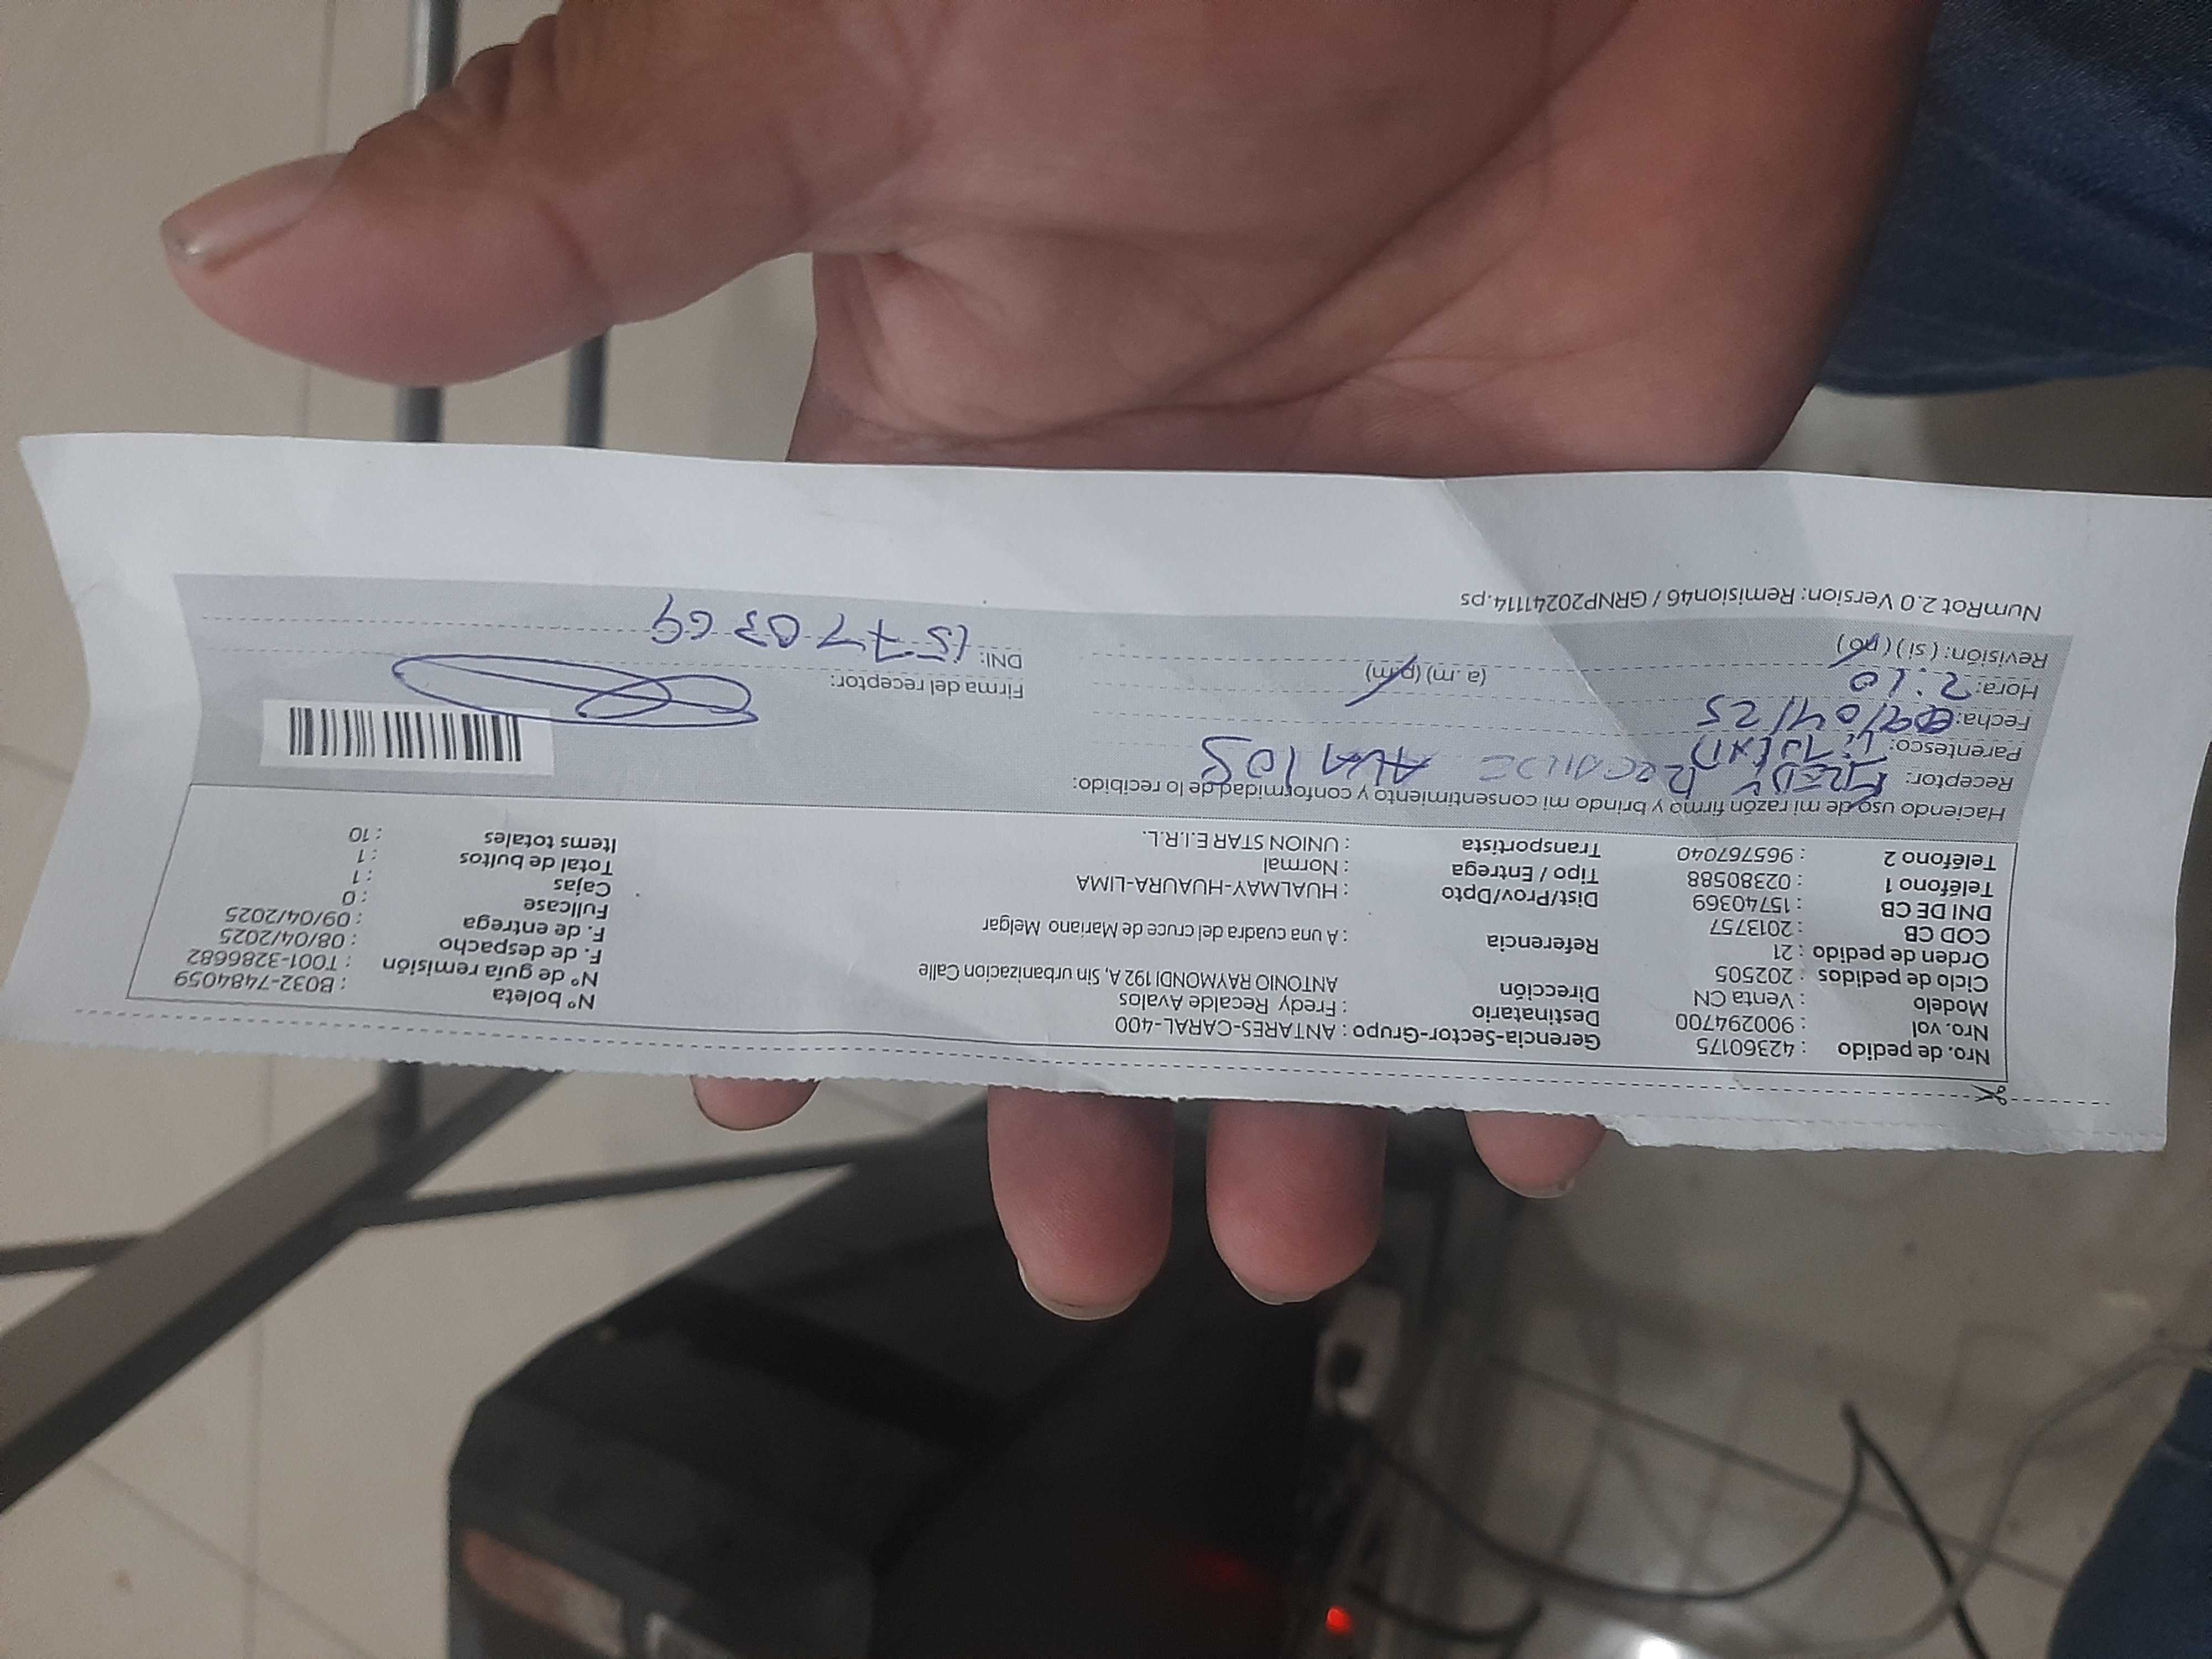 Nro. de pedido : 42360175 Gerencia-Sector-Grupo : ANTARES-CARAL-400 N° boleta : B032-7484059
Nro. vol : 900294700 Destinatario : Fredy Recalde Avalos N° de guia remisión : T001-3286682
Modelo : Venta CN Dirección ANTONIO RAYMONDI 192 A, Sin urbanizacion Calle F. de despacho : 08/04/2025
Ciclo de pedidos : 202505 F. de entrega : 09/04/2025
Orden de pedido : 21 Referencia : A una cuadra del cruce de Mariano Melgar Fullcase : 0
COD CB : 2013757 Cajas : 1
DNI DE CB : 15740369 Dist/Prov/Dpto : HUALMAY-HUAURA-LIMA Total de bultos : 1
Teléfono 1 : 02380588 Tipo / Entrega : Normal Items totales : 10
Teléfono 2 : 965767040 Transportista : UNION STAR E.I.R.L.
Haciendo uso de mi razón firmo y brindo mi consentimiento y conformidad de lo recibido:
Receptor: FREDY RECALDE AVALOS
Parentesco:
Fecha: 09/04/25 Firma del receptor:
Hora: 2:10 (a.m) (p.m) DNI:
Revisión: (si) (no)
NumRot 2.0 Version: Remision46 / GRNP20241114.ps